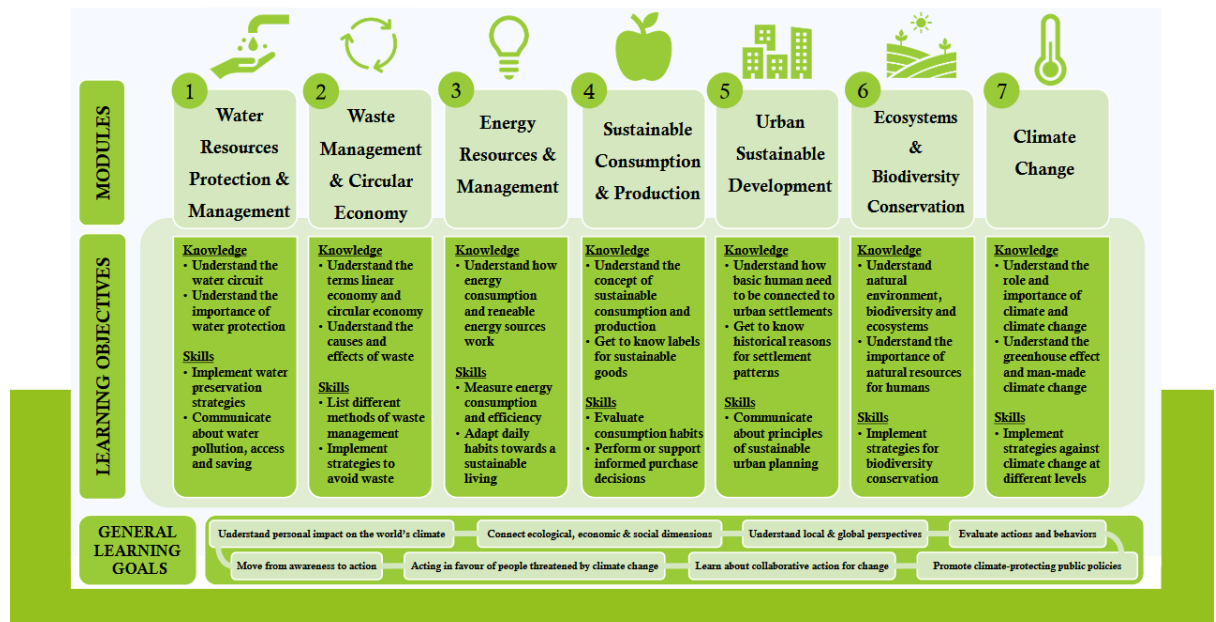 MODULES
1
Water
Resources
Protection &
Management
2
Waste
Management
& Circular
Economy
3
Energy
Resources &
Management
4
Sustainable
Consumption
& Production
5
Urban
Sustainable
Development
6
Ecosystems
&
Biodiversity
Conservation
7
Climate
Change
LEARNING OBJECTIVES
Knowledge
• Understand the
water circuit
• Understand the
importance of
water protection
Skills
• Implement water
preservation
strategies
• Communicate
about water
pollution, access
and saving
Knowledge
• Understand the
terms linear
economy and
circular economy
• Understand the
causes and
effects of waste
Skills
• List different
methods of waste
management
• Implement
strategies to
avoid waste
Knowledge
• Understand how
energy
consumption
and reneable
energy sources
work
Skills
• Measure energy
consumption
and efficiency
• Adapt daily
habits towards a
sustainable
living
Knowledge
• Understand the
concept of
sustainable
consumption and
production
• Get to know labels
for sustainable
goods
Skills
• Evaluate
consumption habits
• Perform or support
informed purchase
decisions
Knowledge
• Understand how
basic human need
to be connected to
urban settlements
• Get to know
historical reasons
for settlement
patterns
Skills
• Communicate
about principles
of sustainable
urban planning
Knowledge
• Understand
natural
environment,
biodiversity and
ecosystems
• Understand the
importance of
natural resources
for humans
Skills
• Implement
strategies for
biodiversity
conservation
Knowledge
• Understand the
role and
importance of
climate and
climate change
• Understand the
greenhouse effect
and man-made
climate change
Skills
• Implement
strategies against
climate change at
different levels
GENERAL
LEARNING
GOALS
Understand personal impact on the world's climate
Connect ecological, economic & social dimensions
Understand local & global perspectives
Evaluate actions and behaviors
Move from awareness to action
Acting in favour of people threatened by climate change
Learn about collaborative action for change
Promote climate-protecting public policies